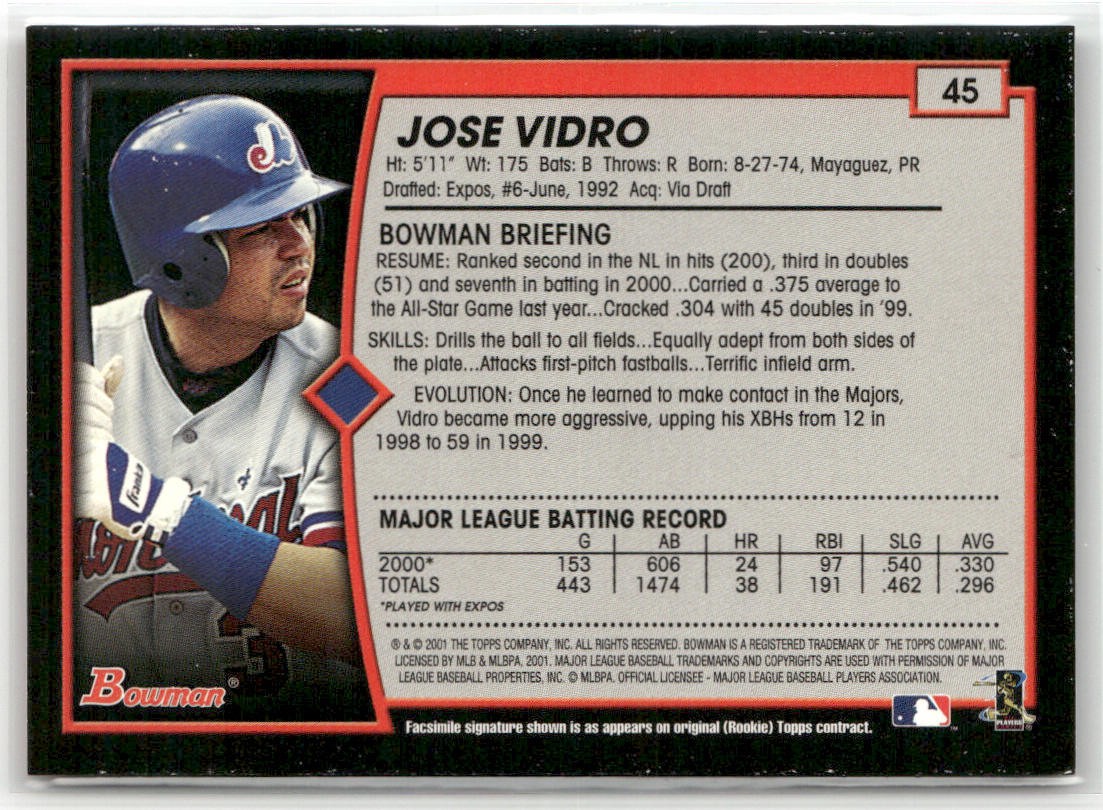 45
JOSE VIDRO
Ht: 5'11" Wt: 175 Bats: B Throws: R Born: 8-27-74, Mayaguez, PR
Drafted: Expos, #6-June, 1992 Acq: Via Draft
BOWMAN BRIEFING
RESUME: Ranked second in the NL in hits (200), third in doubles
(51) and seventh in batting in 2000...Carried a .375 average to
the All-Star Game last year...Cracked .304 with 45 doubles in '99.
SKILLS: Drills the ball to all fields...Equally adept from both sides of
the plate...Attacks first-pitch fastballs...Terrific infield arm.
EVOLUTION: Once he learned to make contact in the Majors,
Vidro became more aggressive, upping his XBHs from 12 in
1998 to 59 in 1999.
MAJOR LEAGUE BATTING RECORD
G AB HR RBI SLG AVG
2000* 153 606 24 97 .540 .330
TOTALS 443 1474 38 191 .462 .296
*PLAYED WITH EXPOS
® & © 2001 THE TOPPS COMPANY, INC. ALL RIGHTS RESERVED. BOWMAN IS A REGISTERED TRADEMARK OF THE TOPPS COMPANY, INC.
LICENSED BY MLB & MLBPA, 2001. MAJOR LEAGUE BASEBALL TRADEMARKS AND COPYRIGHTS ARE USED WITH PERMISSION OF MAJOR
LEAGUE BASEBALL PROPERTIES, INC. © MLBPA. OFFICIAL LICENSEE - MAJOR LEAGUE BASEBALL PLAYERS ASSOCIATION.
Bowman®
Facsimile signature shown is as appears on original (Rookie) Topps contract.
PLAYERS
franklin